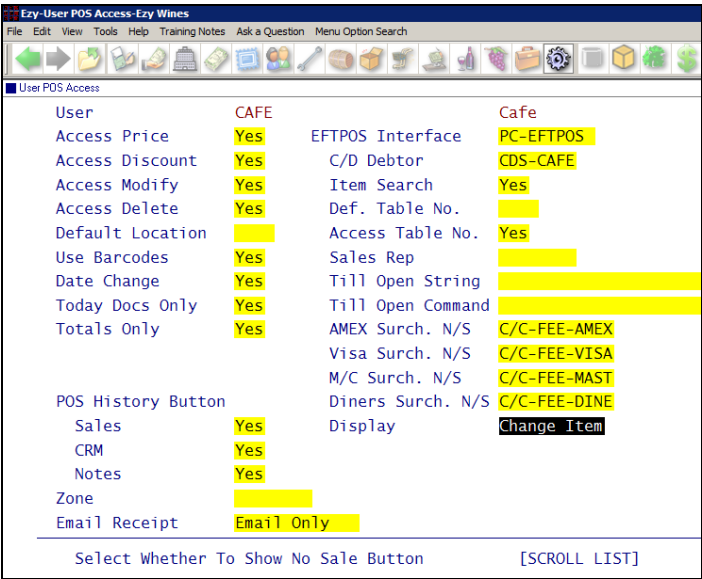 Ezy-User POS Access-Ezy Wines
File Edit View Tools Help Training Notes Ask a Question Menu Option Search
User POS Access
User CAFE Cafe
Access Price Yes EFTPOS Interface PC-EFTPOS
Access Discount Yes C/D Debtor CDS-CAFE
Access Modify Yes Item Search Yes
Access Delete Yes Def. Table No.
Default Location Access Table No. Yes
Use Barcodes Yes Sales Rep
Date Change Yes Till Open String
Today Docs Only Yes Till Open Command
Totals Only Yes AMEX Surch. N/S C/C-FEE-AMEX
Visa Surch. N/S C/C-FEE-VISA
M/C Surch. N/S C/C-FEE-MAST
POS History Button Diners Surch. N/S C/C-FEE-DINE
Sales Yes Display Change Item
CRM Yes
Notes Yes
Zone
Email Receipt Email Only
Select Whether To Show No Sale Button [SCROLL LIST]